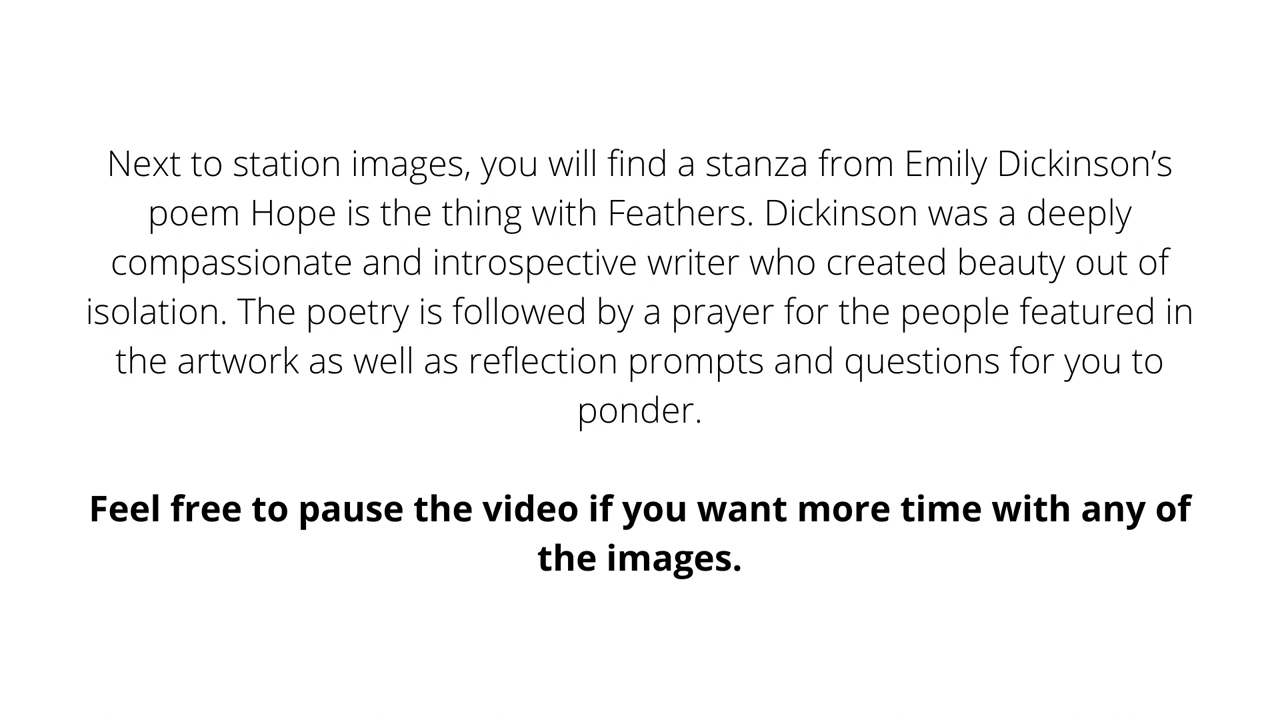 Next to station images, you will find a stanza from Emily Dickinson’s
poem Hope is the thing with Feathers. Dickinson was a deeply
compassionate and introspective writer who created beauty out of
isolation. The poetry is followed by a prayer for the people featured in
the artwork as well as reflection prompts and questions for you to
ponder.
Feel free to pause the video if you want more time with any of
the images.